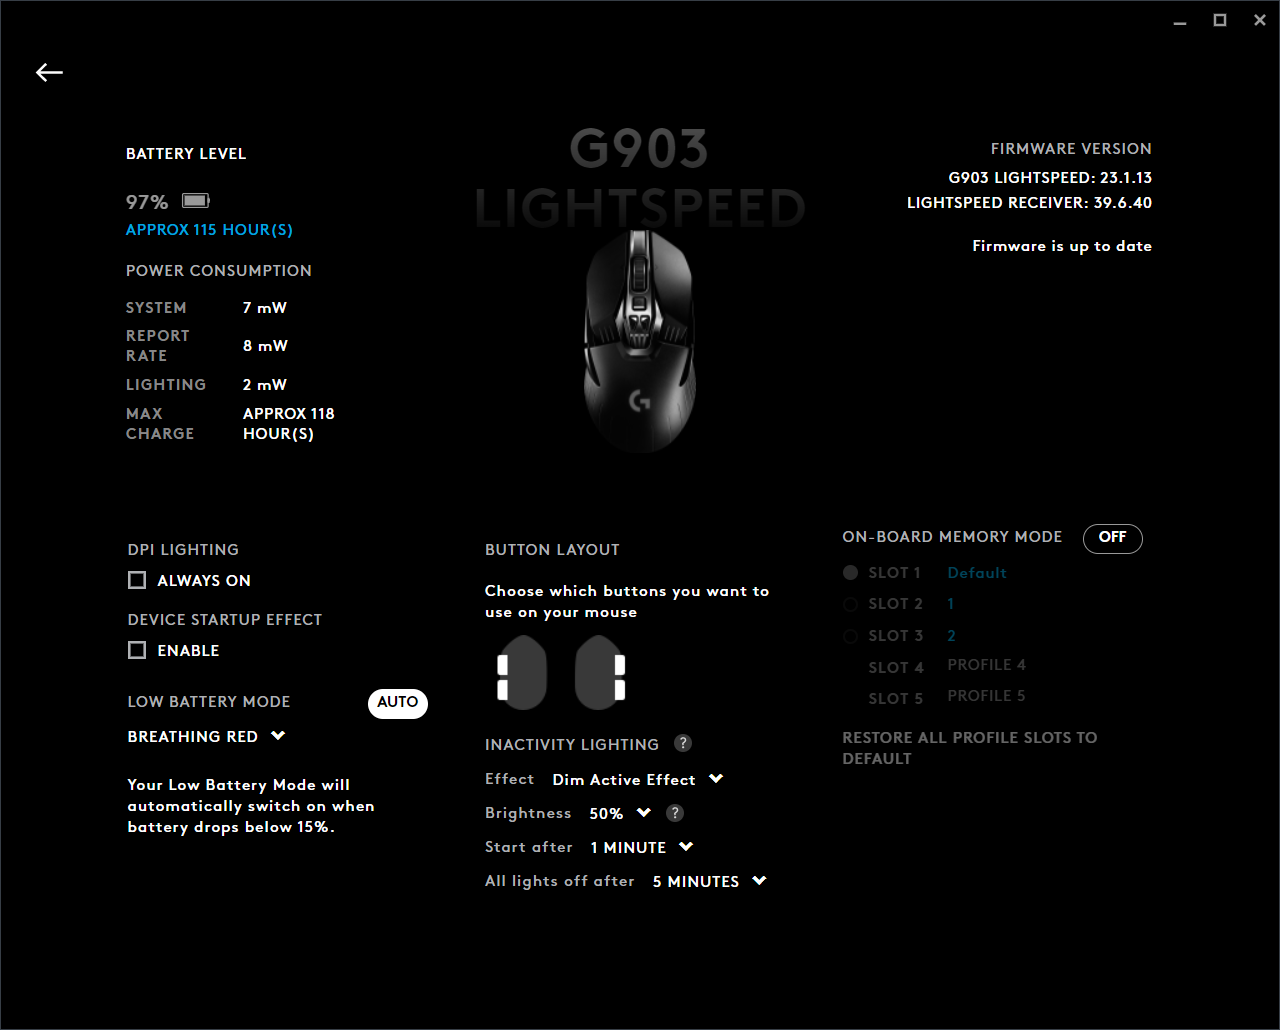 G903
LIGHTSPEED
BATTERY LEVEL
97%
APPROX 115 HOUR(S)
POWER CONSUMPTION
SYSTEM 7 mW
REPORT
RATE 8 mW
LIGHTING 2 mW
MAX APPROX 118
CHARGE HOUR(S)
FIRMWARE VERSION
G903 LIGHTSPEED: 23.1.13
LIGHTSPEED RECEIVER: 39.6.40
Firmware is up to date
DPI LIGHTING
ALWAYS ON
DEVICE STARTUP EFFECT
ENABLE
LOW BATTERY MODE AUTO
BREATHING RED
Your Low Battery Mode will
automatically switch on when
battery drops below 15%.
BUTTON LAYOUT
Choose which buttons you want to
use on your mouse
INACTIVITY LIGHTING ?
Effect Dim Active Effect
Brightness 50% ?
Start after 1 MINUTE
All lights off after 5 MINUTES
ON-BOARD MEMORY MODE OFF
SLOT 1 Default
SLOT 2 1
SLOT 3 2
SLOT 4 PROFILE 4
SLOT 5 PROFILE 5
RESTORE ALL PROFILE SLOTS TO
DEFAULT